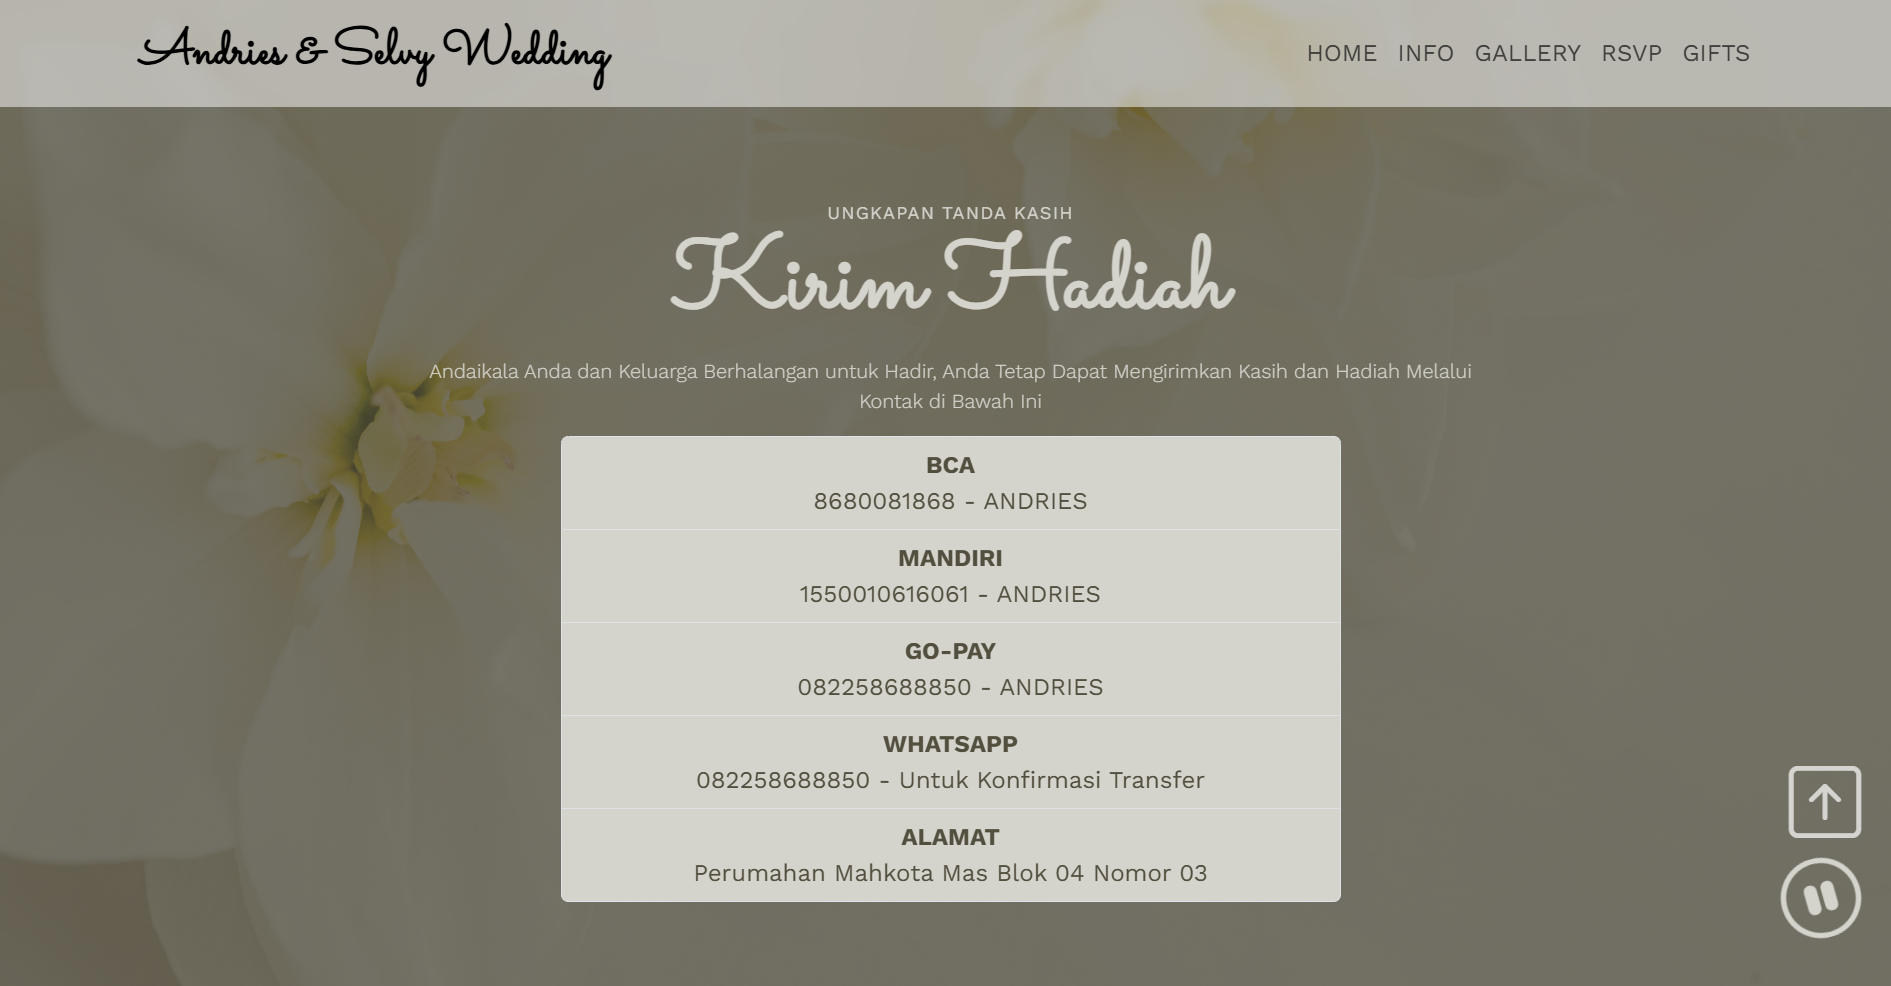 Andries & Selvy Wedding
HOME INFO GALLERY RSVP GIFTS
UNGKAPAN TANDA KASIH
Kirim Hadiah
Andaikala Anda dan Keluarga Berhalangan untuk Hadir, Anda Tetap Dapat Mengirimkan Kasih dan Hadiah Melalui
Kontak di Bawah Ini
BCA
8680081868 - ANDRIES
MANDIRI
1550010616061 - ANDRIES
GO-PAY
082258688850 - ANDRIES
WHATSAPP
082258688850 - Untuk Konfirmasi Transfer
ALAMAT
Perumahan Mahkota Mas Blok 04 Nomor 03